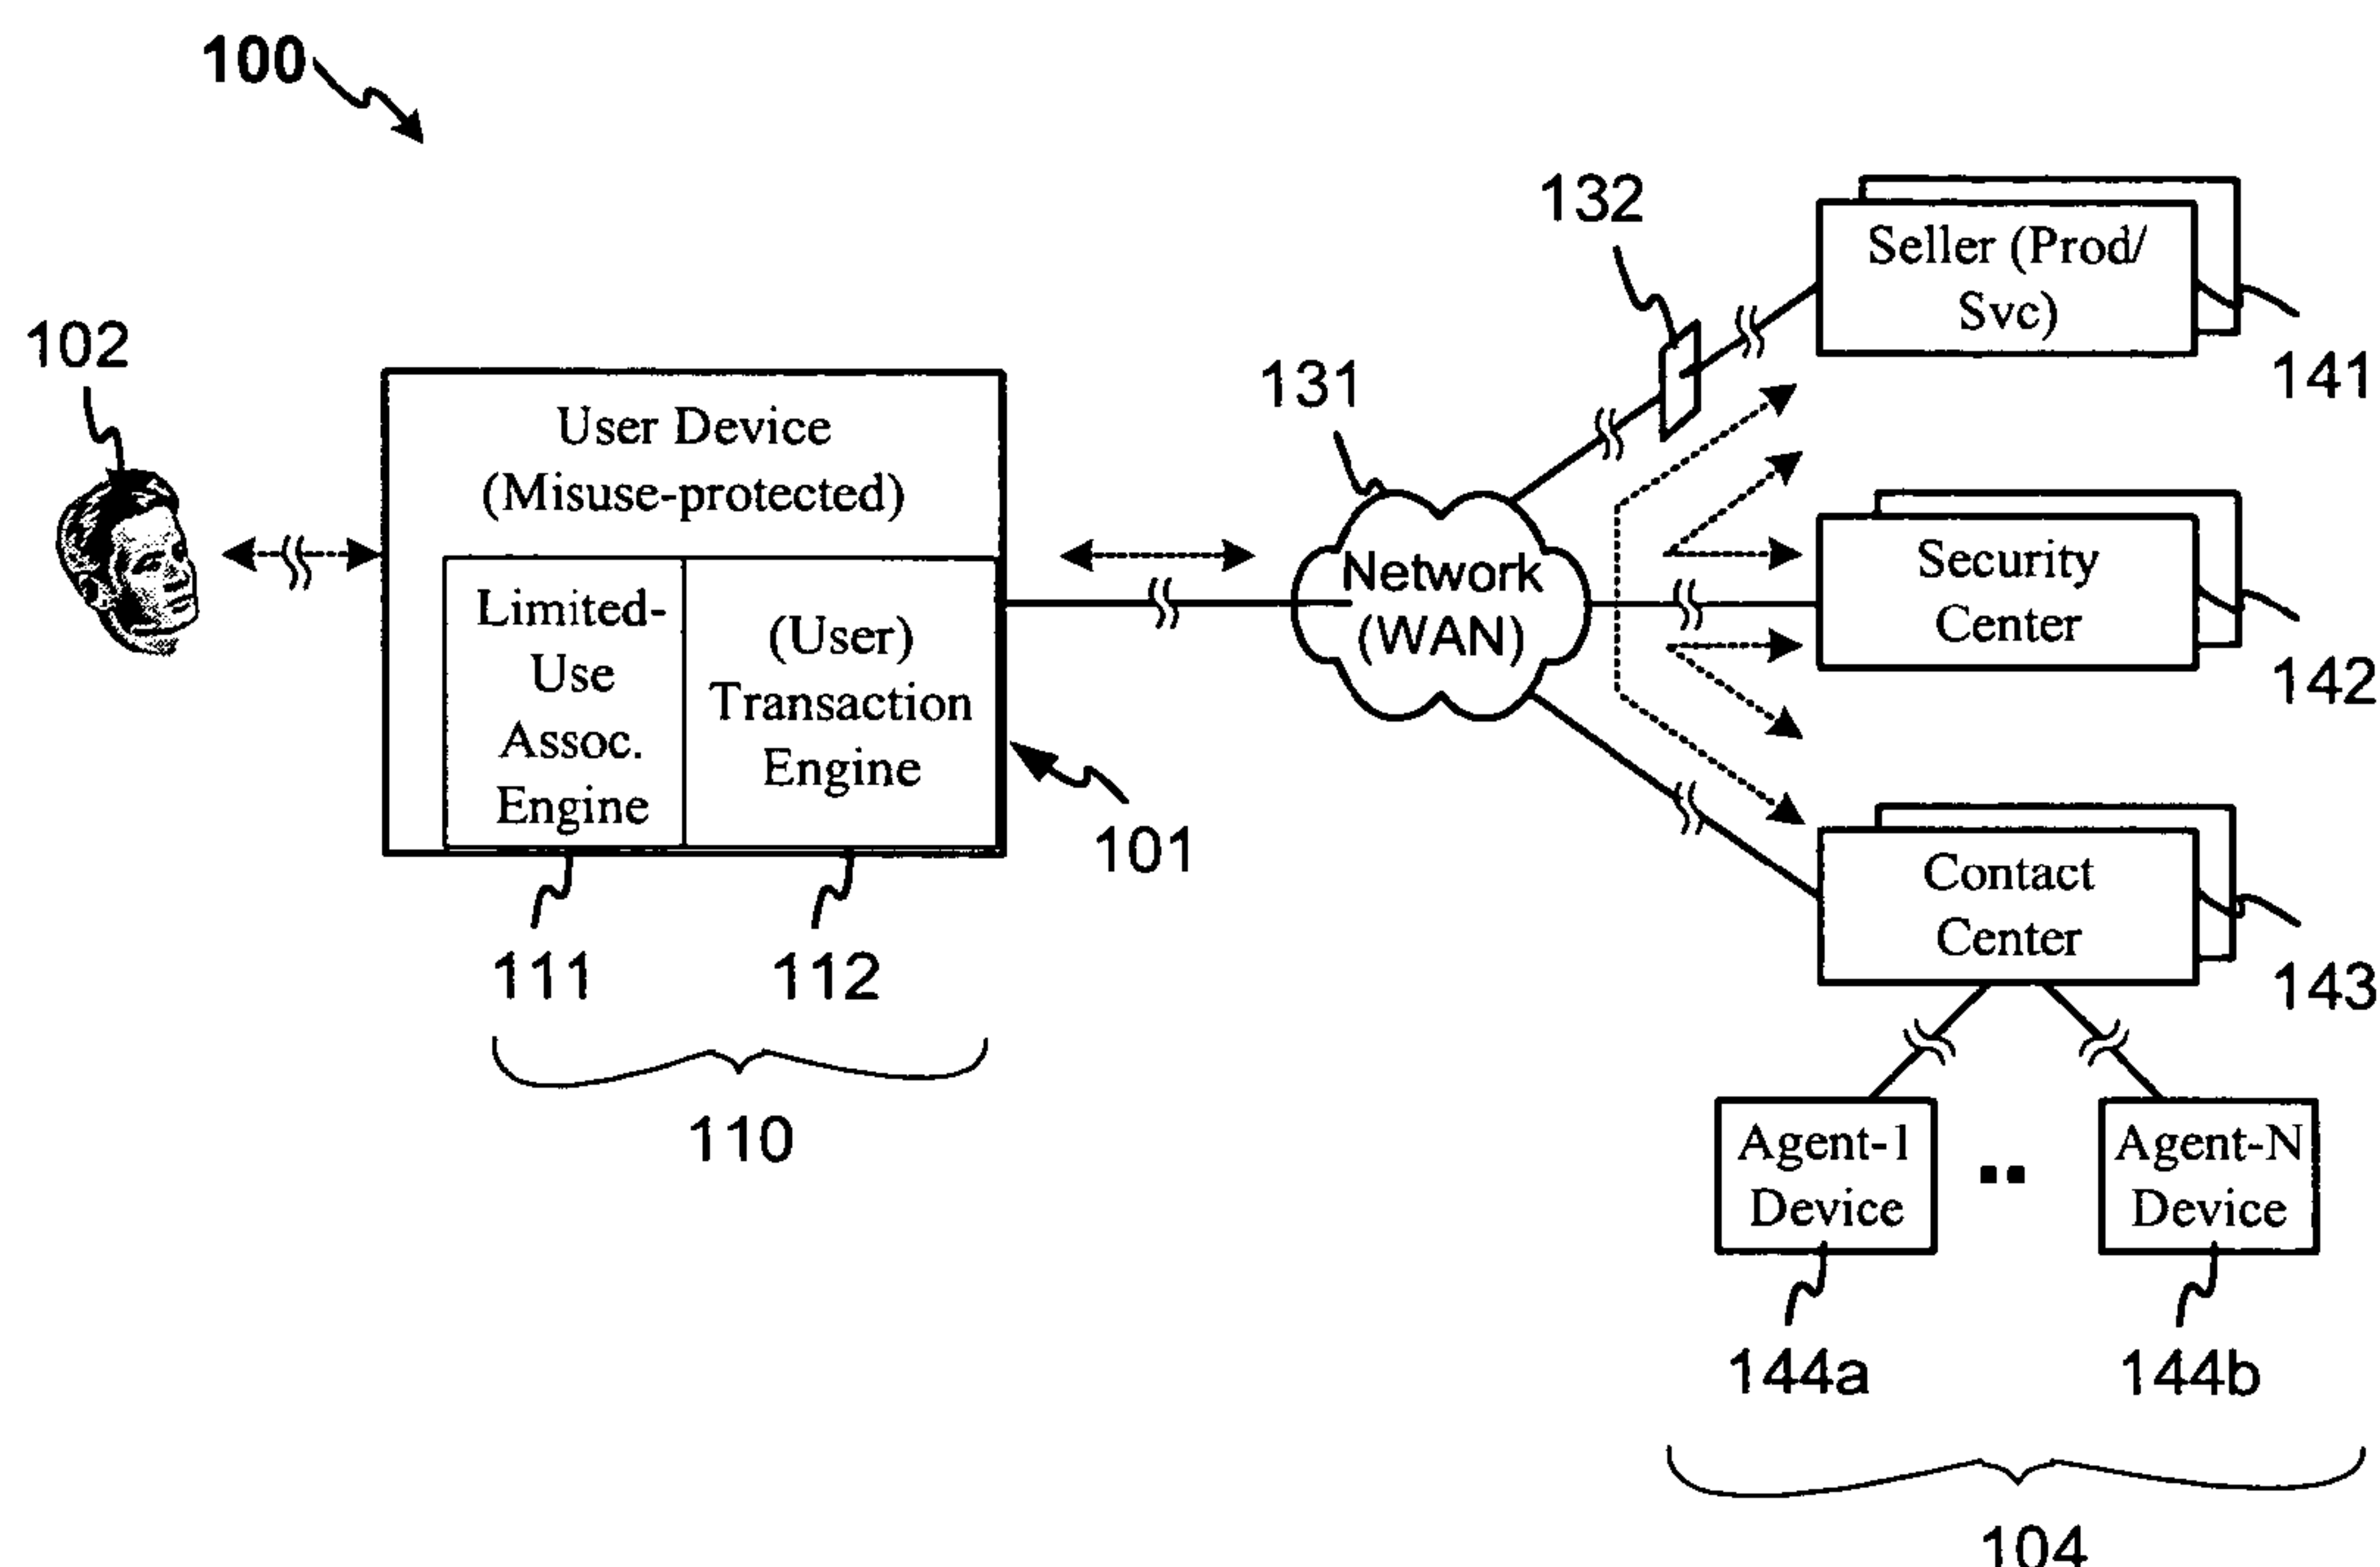 100
132
Seller (Prod/
Svc)
141
102
131
User Device
(Misuse-protected)
Limited-
Use
Assoc.
Engine
(User)
Transaction
Engine
101
111
112
110
Network
(WAN)
Security
Center
142
Contact
Center
143
Agent-1
Device
Agent-N
Device
144a
144b
104